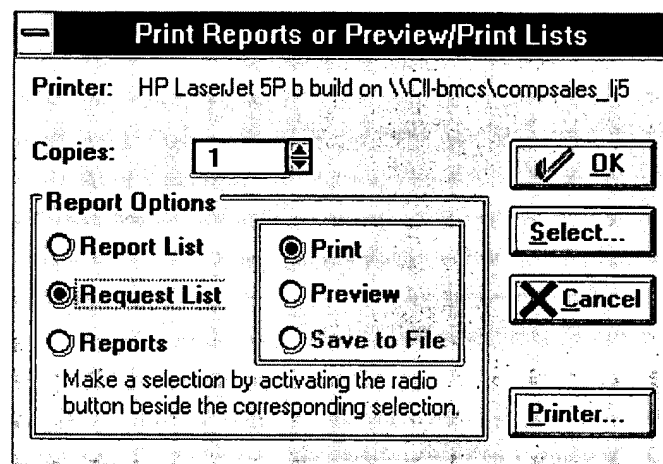 Print Reports or Preview/Print Lists
Printer: HP LaserJet 5P b build on \\Cll-bmcs\compsales_lj5
Copies: 1
OK
Report Options
Select...
Report List
Print
Request List
Preview
Cancel
Reports
Save to File
Make a selection by activating the radio
button beside the corresponding selection.
Printer...